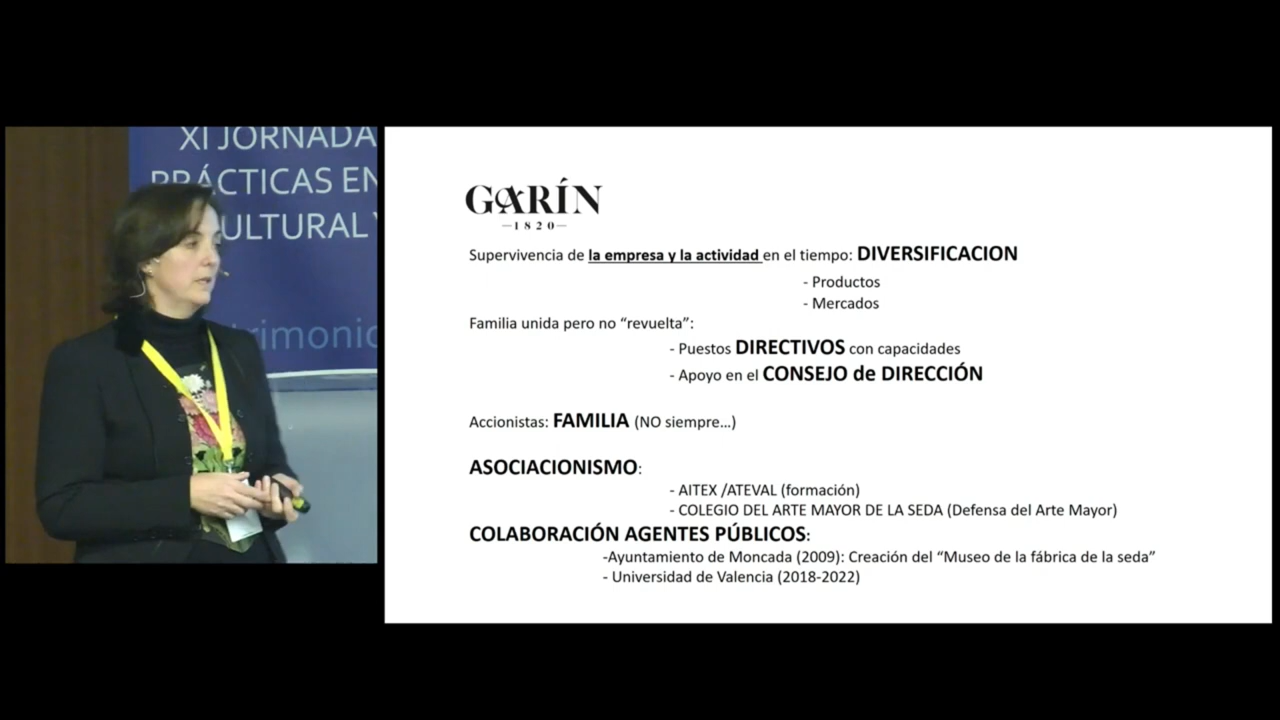 XI JORNADA
PRÁCTICAS EN
ULTURAL
trimonio
GARÍN
—1820—
Supervivencia de la empresa y la actividad en el tiempo: DIVERSIFICACION
- Productos
- Mercados
Familia unida pero no “revuelta”:
- Puestos DIRECTIVOS con capacidades
- Apoyo en el CONSEJO de DIRECCIÓN
Accionistas: FAMILIA (NO siempre…)
ASOCIACIONISMO:
- AITEX /ATEVAL (formación)
- COLEGIO DEL ARTE MAYOR DE LA SEDA (Defensa del Arte Mayor)
COLABORACIÓN AGENTES PÚBLICOS:
-Ayuntamiento de Moncada (2009): Creación del “Museo de la fábrica de la seda”
- Universidad de Valencia (2018-2022)